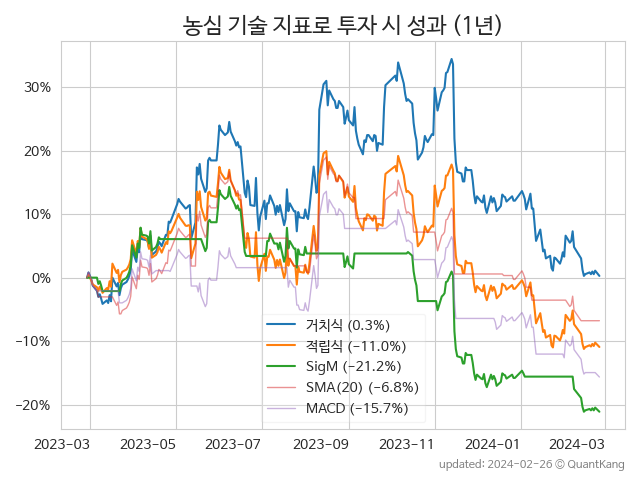 농심 기술 지표로 투자 시 성과 (1년)
30%
20%
10%
0%
−10%
−20%
거치식 (0.3%)
적립식 (−11.0%)
SigM (−21.2%)
SMA(20) (−6.8%)
MACD (−15.7%)
2023−03 2023−05 2023−07 2023−09 2023−11 2024−01 2024−03
updated: 2024-02-26 © QuantKang